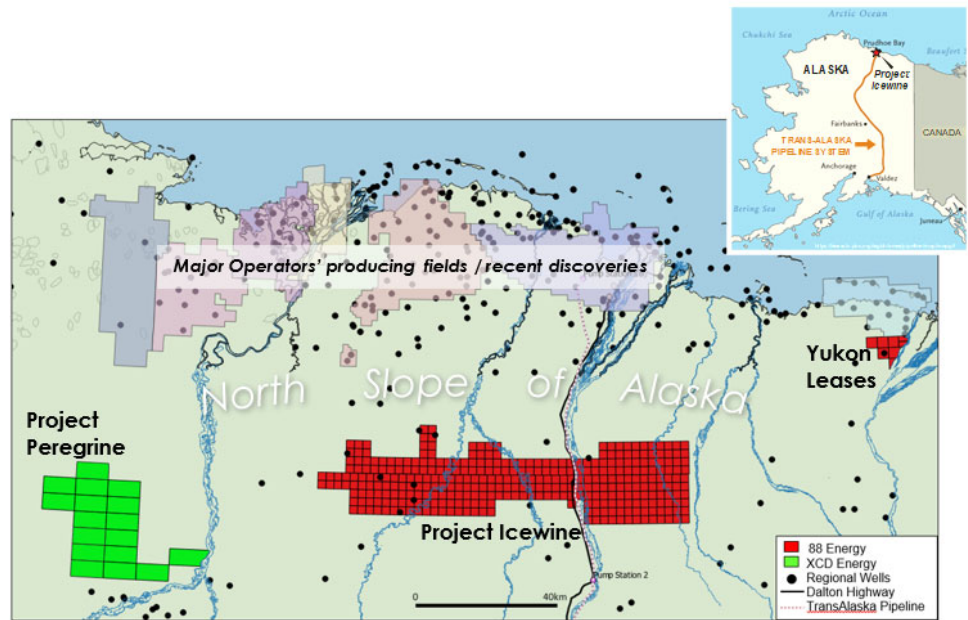 Arctic Ocean
Chukchi Sea
Prudhoe Bay
Beaufort S
ALASKA
Project
Icewine
Fairbanks
CANADA
TRANS-ALASKA
PIPELINE SYSTEM
Anchorage
Valdez
Bering Sea
Gulf of Alaska
Juneau
Major Operators' producing fields / recent discoveries
North Slope of Alaska
Yukon
Leases
Project
Peregrine
Project Icewine
Pump Station 2
0 40km
88 Energy
XCD Energy
Regional Wells
Dalton Highway
TransAlaska Pipeline